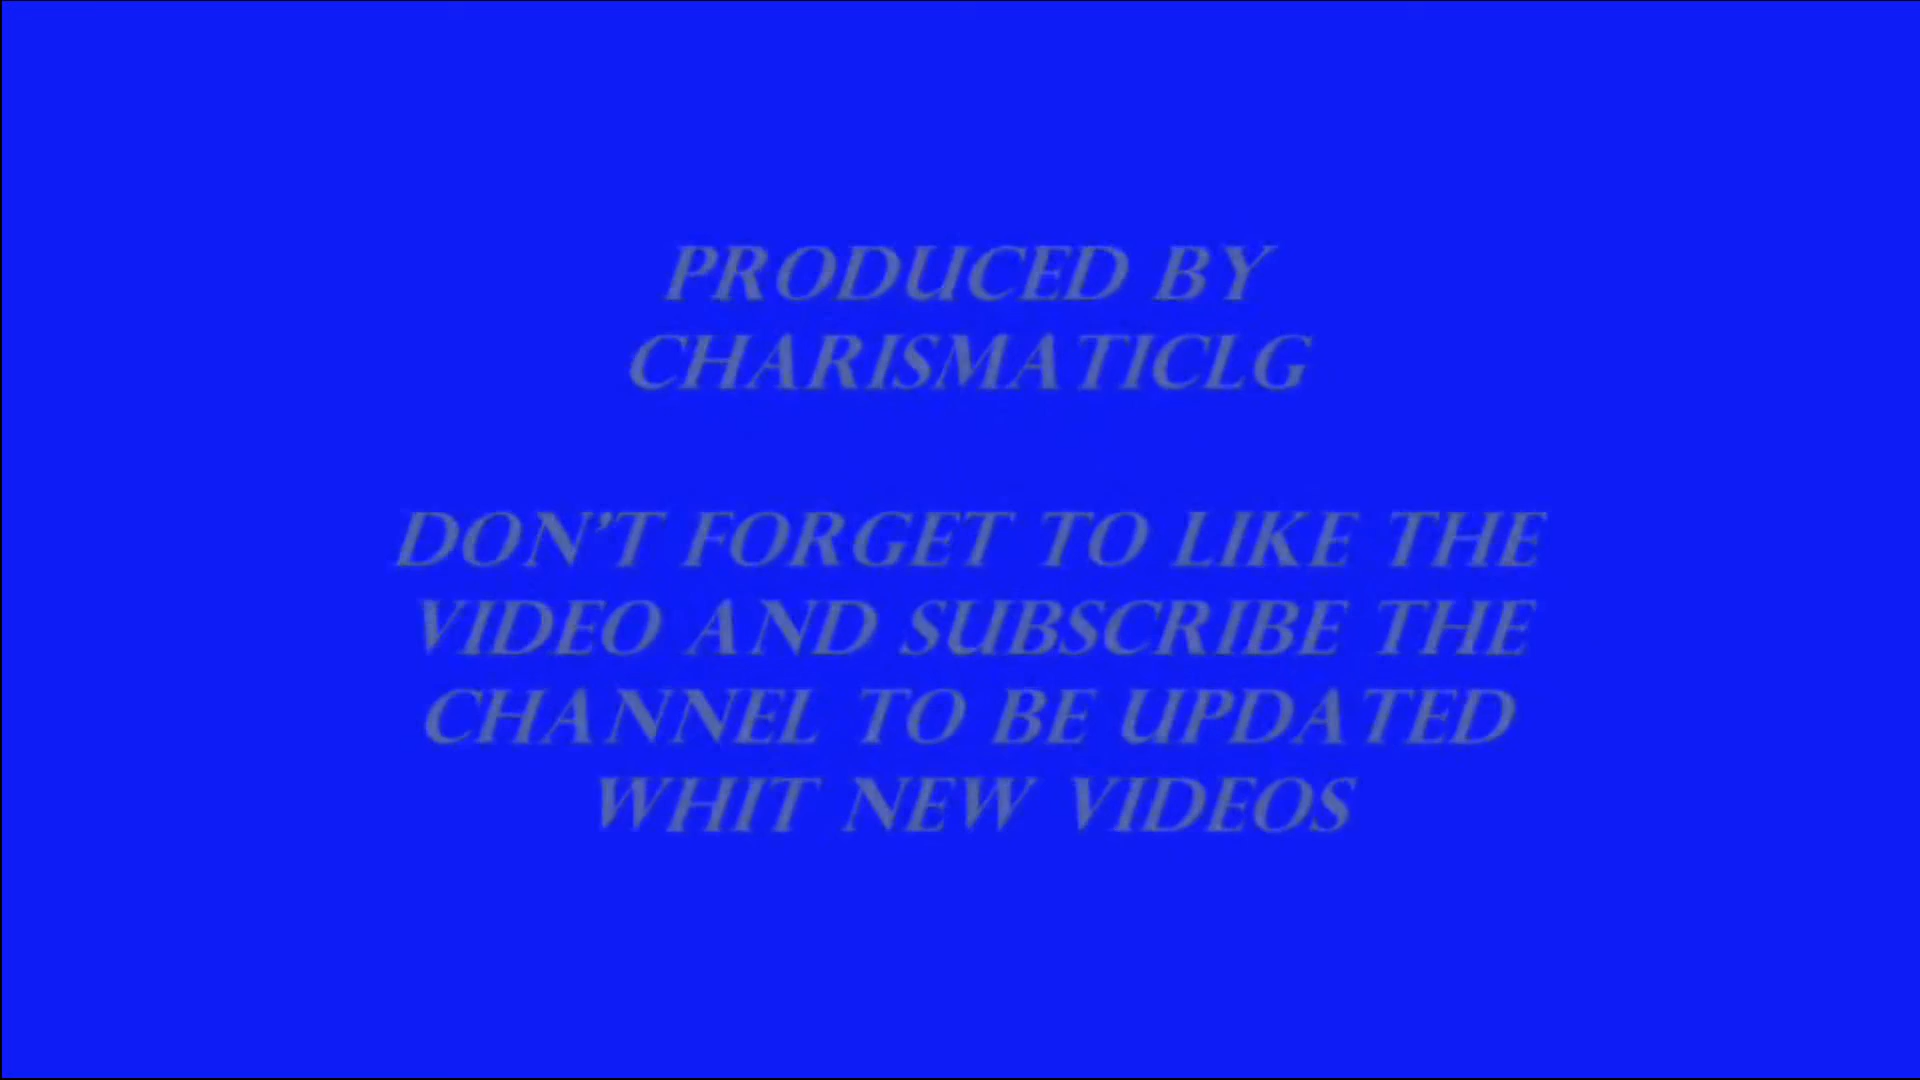 PRODUCED BY
CHARISMATICLG
DON'T FORGET TO LIKE THE
VIDEO AND SUBSCRIBE THE
CHANNEL TO BE UPDATED
WHIT NEW VIDEOS